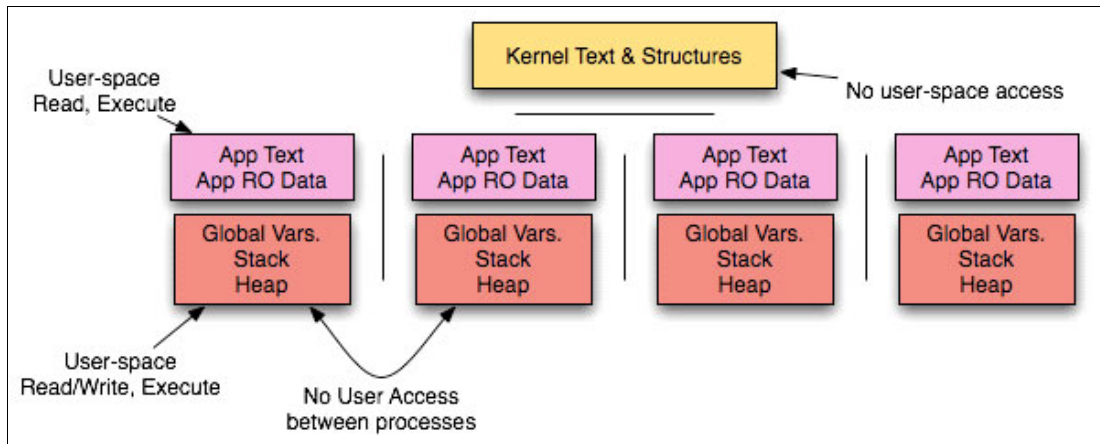 Kernel Text & Structures
User-space
Read, Execute
No user-space access
App Text
App RO Data
App Text
App RO Data
App Text
App RO Data
App Text
App RO Data
Global Vars.
Stack
Heap
Global Vars.
Stack
Heap
Global Vars.
Stack
Heap
Global Vars.
Stack
Heap
User-space
Read/Write, Execute
No User Access
between processes